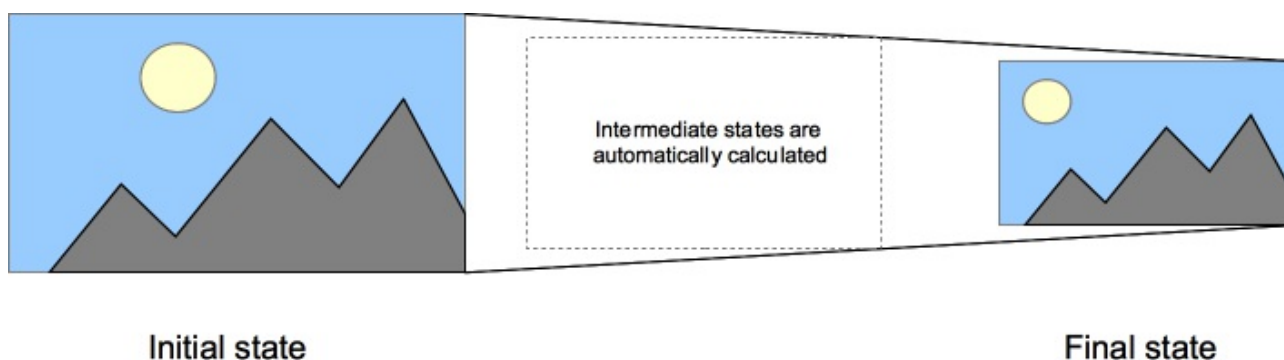 Intermediate states are
automatically calculated
Initial state
Final state